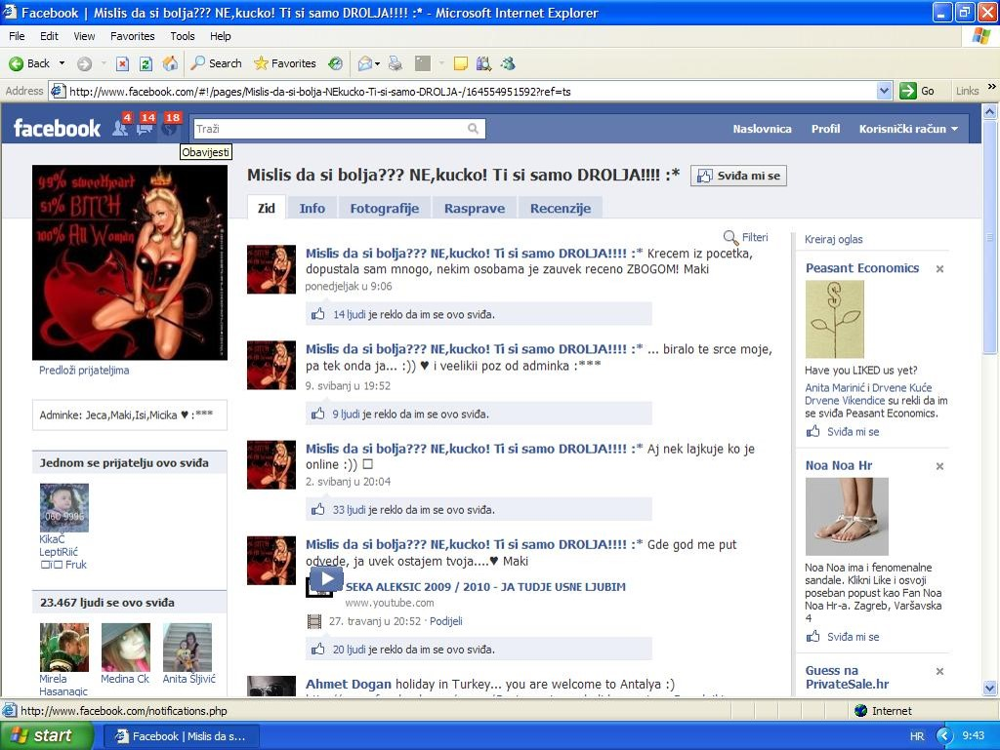 Facebook | Mislis da si bolja??? NE,kucko! Ti si samo DROLJA!!!! :* - Microsoft Internet Explorer
File Edit View Favorites Tools Help
Back Search Favorites
Address http://www.facebook.com/#!/pages/Mislis-da-si-bolja-NEkucko-Ti-si-samo-DROLJA-/164554951592?ref=ts Go Links »
facebook 4 14 18 Traži Naslovnica Profil Korisnički račun
Obavijesti
99% sweetheart
51% BITCH
100% All Woman
Predloži prijateljima
Adminke: Jeca,Maki,Isi,Micika ♥ :***
Jednom se prijatelju ovo sviđa
060 9996
KikaČ
LeptiRiić
□i□ Fruk
23.467 ljudi se ovo sviđa
Mirela
Hasanagic
Medina Ck
Anita Šljivić
Mislis da si bolja??? NE,kucko! Ti si samo DROLJA!!!! :* Sviđa mi se
Zid Info Fotografije Rasprave Recenzije
Filteri
Mislis da si bolja??? NE,kucko! Ti si samo DROLJA!!!! :* Krecem iz pocetka,
dopustala sam mnogo, nekim osobama je zauvek receno ZBOGOM! Maki
ponedjeljak u 9:06
14 ljudi je reklo da im se ovo sviđa.
Mislis da si bolja??? NE,kucko! Ti si samo DROLJA!!!! :* ... biralo te srce moje,
pa tek onda ja... :)) ♥ i veelikii poz od adminka :***
9. svibanj u 19:52
9 ljudi je reklo da im se ovo sviđa.
Mislis da si bolja??? NE,kucko! Ti si samo DROLJA!!!! :* Aj nek lajkuje ko je
online :)) □
2. svibanj u 20:04
33 ljudi je reklo da im se ovo sviđa.
Mislis da si bolja??? NE,kucko! Ti si samo DROLJA!!!! :* Gde god me put
odvede, ja uvek ostajem tvoja....♥ Maki
SEKA ALEKSIC 2009 / 2010 - JA TUDJE USNE LJUBIM
www.youtube.com
27. travanj u 20:52 · Podijeli
20 ljudi je reklo da im se ovo sviđa.
Ahmet Dogan holiday in Turkey... you are welcome to Antalya :)
Kreiraj oglas
Peasant Economics
Have you LIKED us yet?
Anita Marinić i Drvene Kuće
Drvene Vikendice su rekli da im
se sviđa Peasant Economics.
Sviđa mi se
Noa Noa Hr
Noa Noa ima i fenomenalne
sandale. Klikni Like i osvoji
poseban popust kao Fan Noa
Noa Hr-a. Zagreb, Varšavska
4
Sviđa mi se
Guess na
PrivateSale.hr
http://www.facebook.com/notifications.php Internet
start Facebook | Mislis da s... HR 9:43